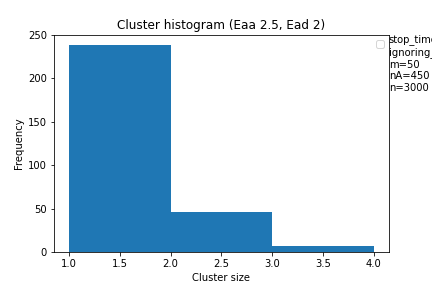 Cluster histogram (Eaa 2.5, Ead 2)
250
200
150
100
50
0
Frequency
1.0 1.5 2.0 2.5 3.0 3.5 4.0
Cluster size
m=50
nA=450
n=3000